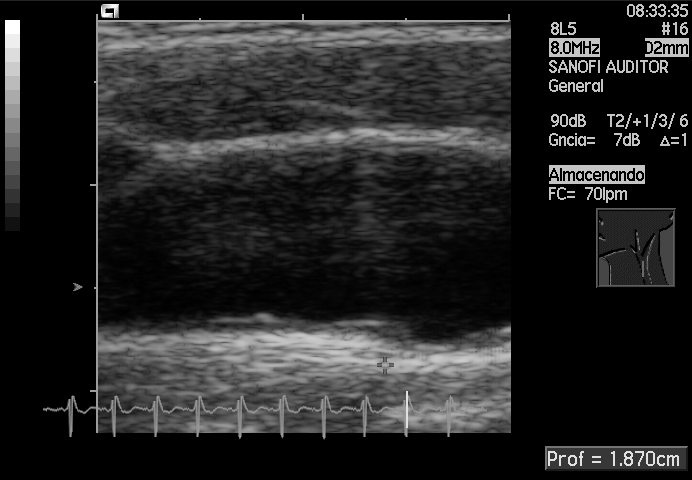 08:33:35
8L5 #16
8.0MHz 02mm
SANOFI AUDITOR
General
90dB T2/+1/3/ 6
Gncia= 7dB Δ=1
Almacenando
FC= 70lpm
Prof = 1.870cm